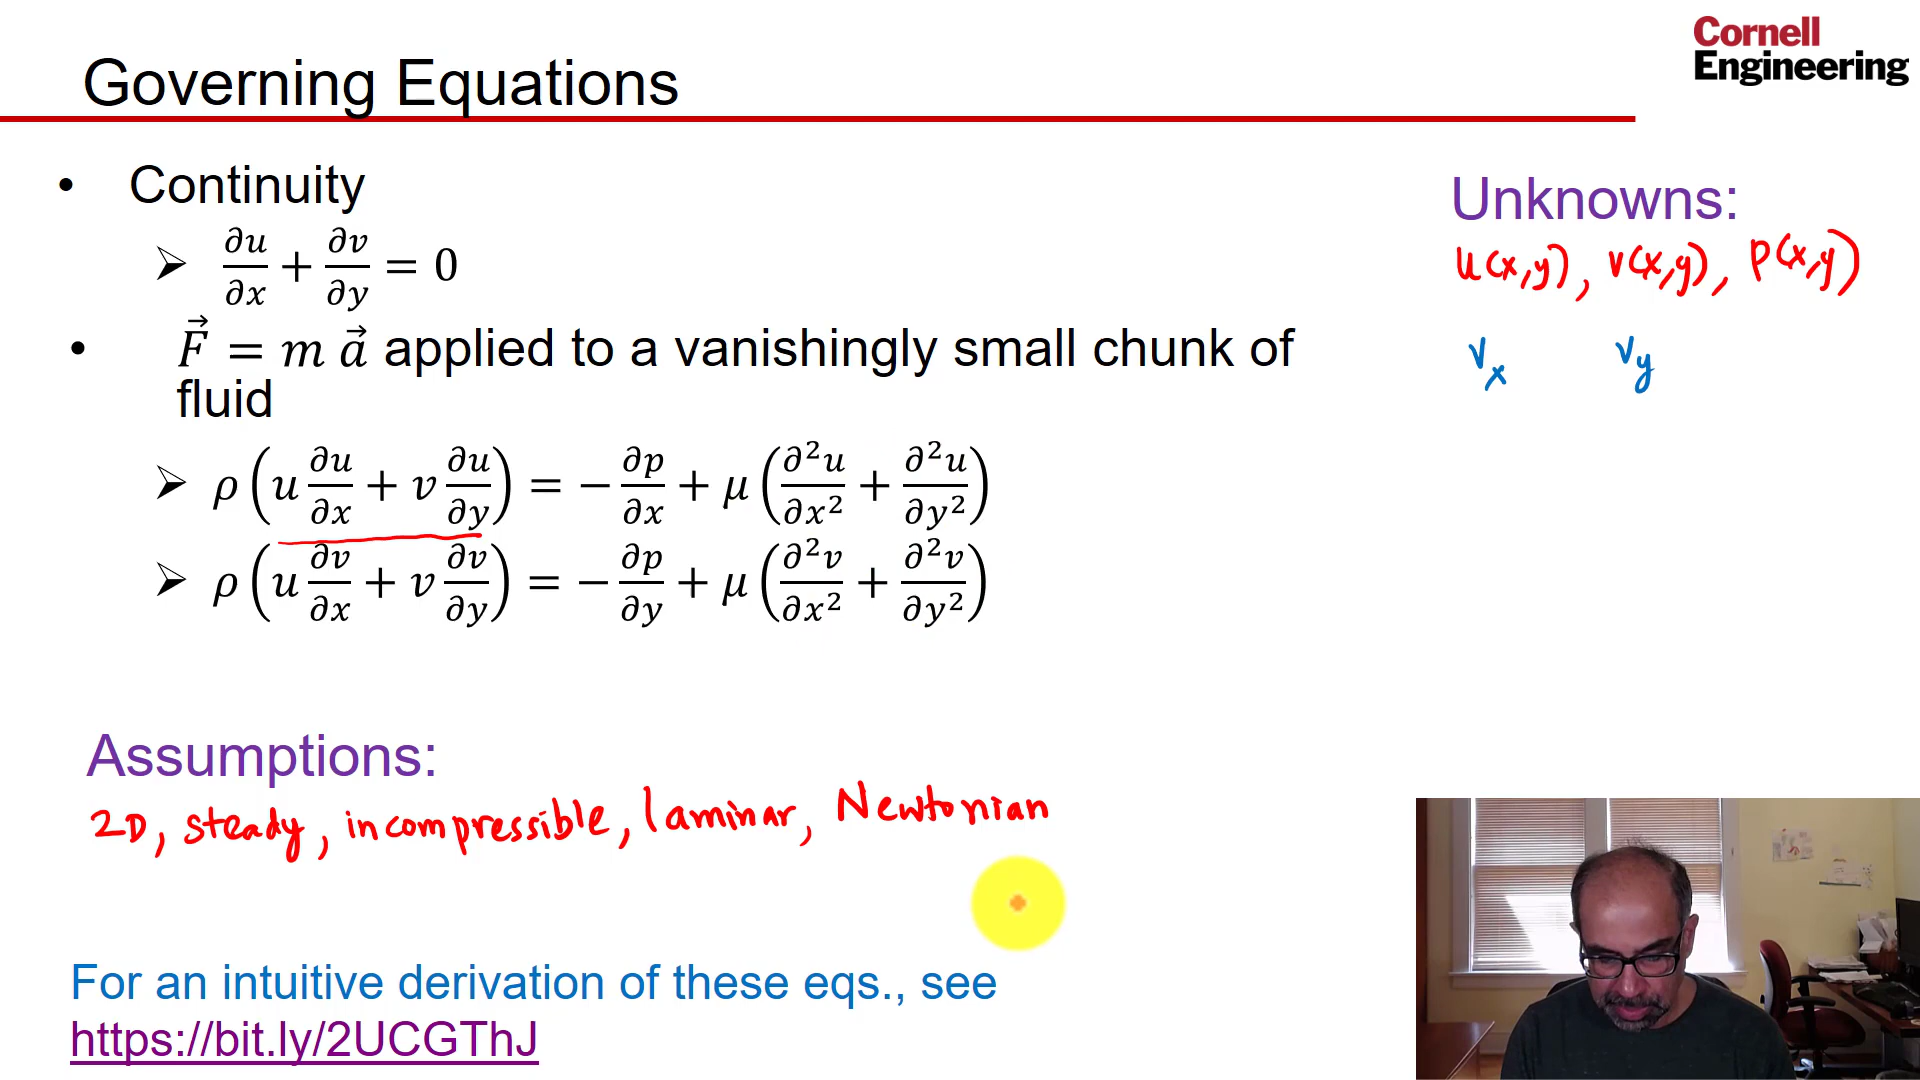 Cornell
Engineering
Governing Equations
• Continuity
➢ ∂u/∂x + ∂v/∂y = 0
• F⃗ = m a⃗ applied to a vanishingly small chunk of
fluid
➢ ρ(u ∂u/∂x + v ∂u/∂y) = −∂p/∂x + μ(∂²u/∂x² + ∂²u/∂y²)
➢ ρ(u ∂v/∂x + v ∂v/∂y) = −∂p/∂y + μ(∂²v/∂x² + ∂²v/∂y²)
Unknowns:
u(x,y), v(x,y), p(x,y)
v_x v_y
Assumptions:
2D, steady, incompressible, laminar, Newtonian
For an intuitive derivation of these eqs., see
https://bit.ly/2UCGThJ